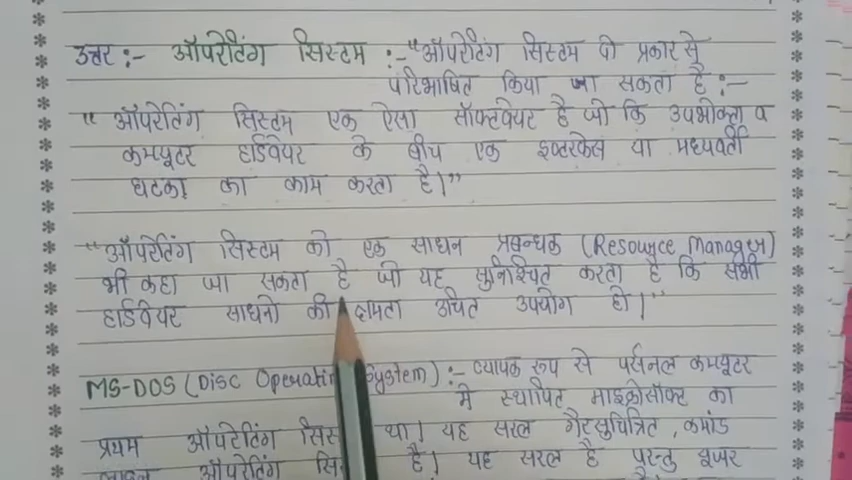 उत्तर :- ऑपरेटिंग सिस्टम :- "ऑपरेटिंग सिस्टम दो प्रकार से
परिभाषित किया जा सकता है :-
" ऑपरेटिंग सिस्टम एक ऐसा सॉफ्टवेयर है जो कि उपभोक्ता व
कम्प्यूटर हार्डवेयर के बीच एक इण्टरफेस या मध्यवर्ती
घटक का काम करता है।"
"ऑपरेटिंग सिस्टम को एक साधन प्रबन्धक (Resource Manager)
भी कहा जा सकता है जो यह सुनिश्चित करता है कि सभी
हार्डवेयर साधनो की क्षमता उचित उपयोग हो।"
MS-DOS (Disc Operating System) :- व्यापक रूप से पर्सनल कम्प्यूटर
मे स्थापित माइक्रोसॉफ्ट का
प्रथम ऑपरेटिंग था। यह सरल गैरसुचित्रित, कमांड
लाइन ऑपरेटिंग है। यह सरल है परन्तु इजर